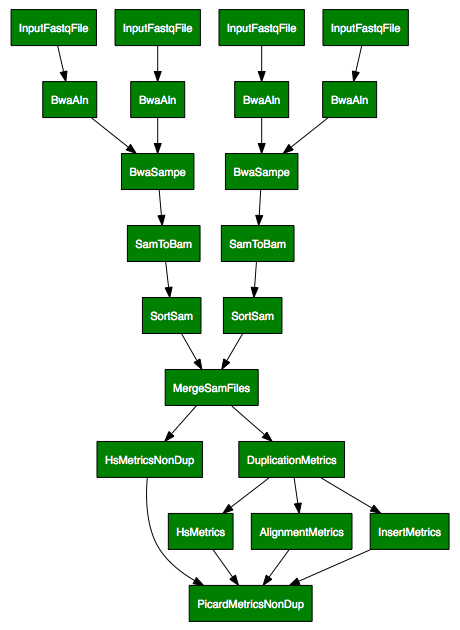 InputFastqFile
InputFastqFile
InputFastqFile
InputFastqFile
BwaAln
BwaAln
BwaAln
BwaAln
BwaSampe
BwaSampe
SamToBam
SamToBam
SortSam
SortSam
MergeSamFiles
HsMetricsNonDup
DuplicationMetrics
HsMetrics
AlignmentMetrics
InsertMetrics
PicardMetricsNonDup